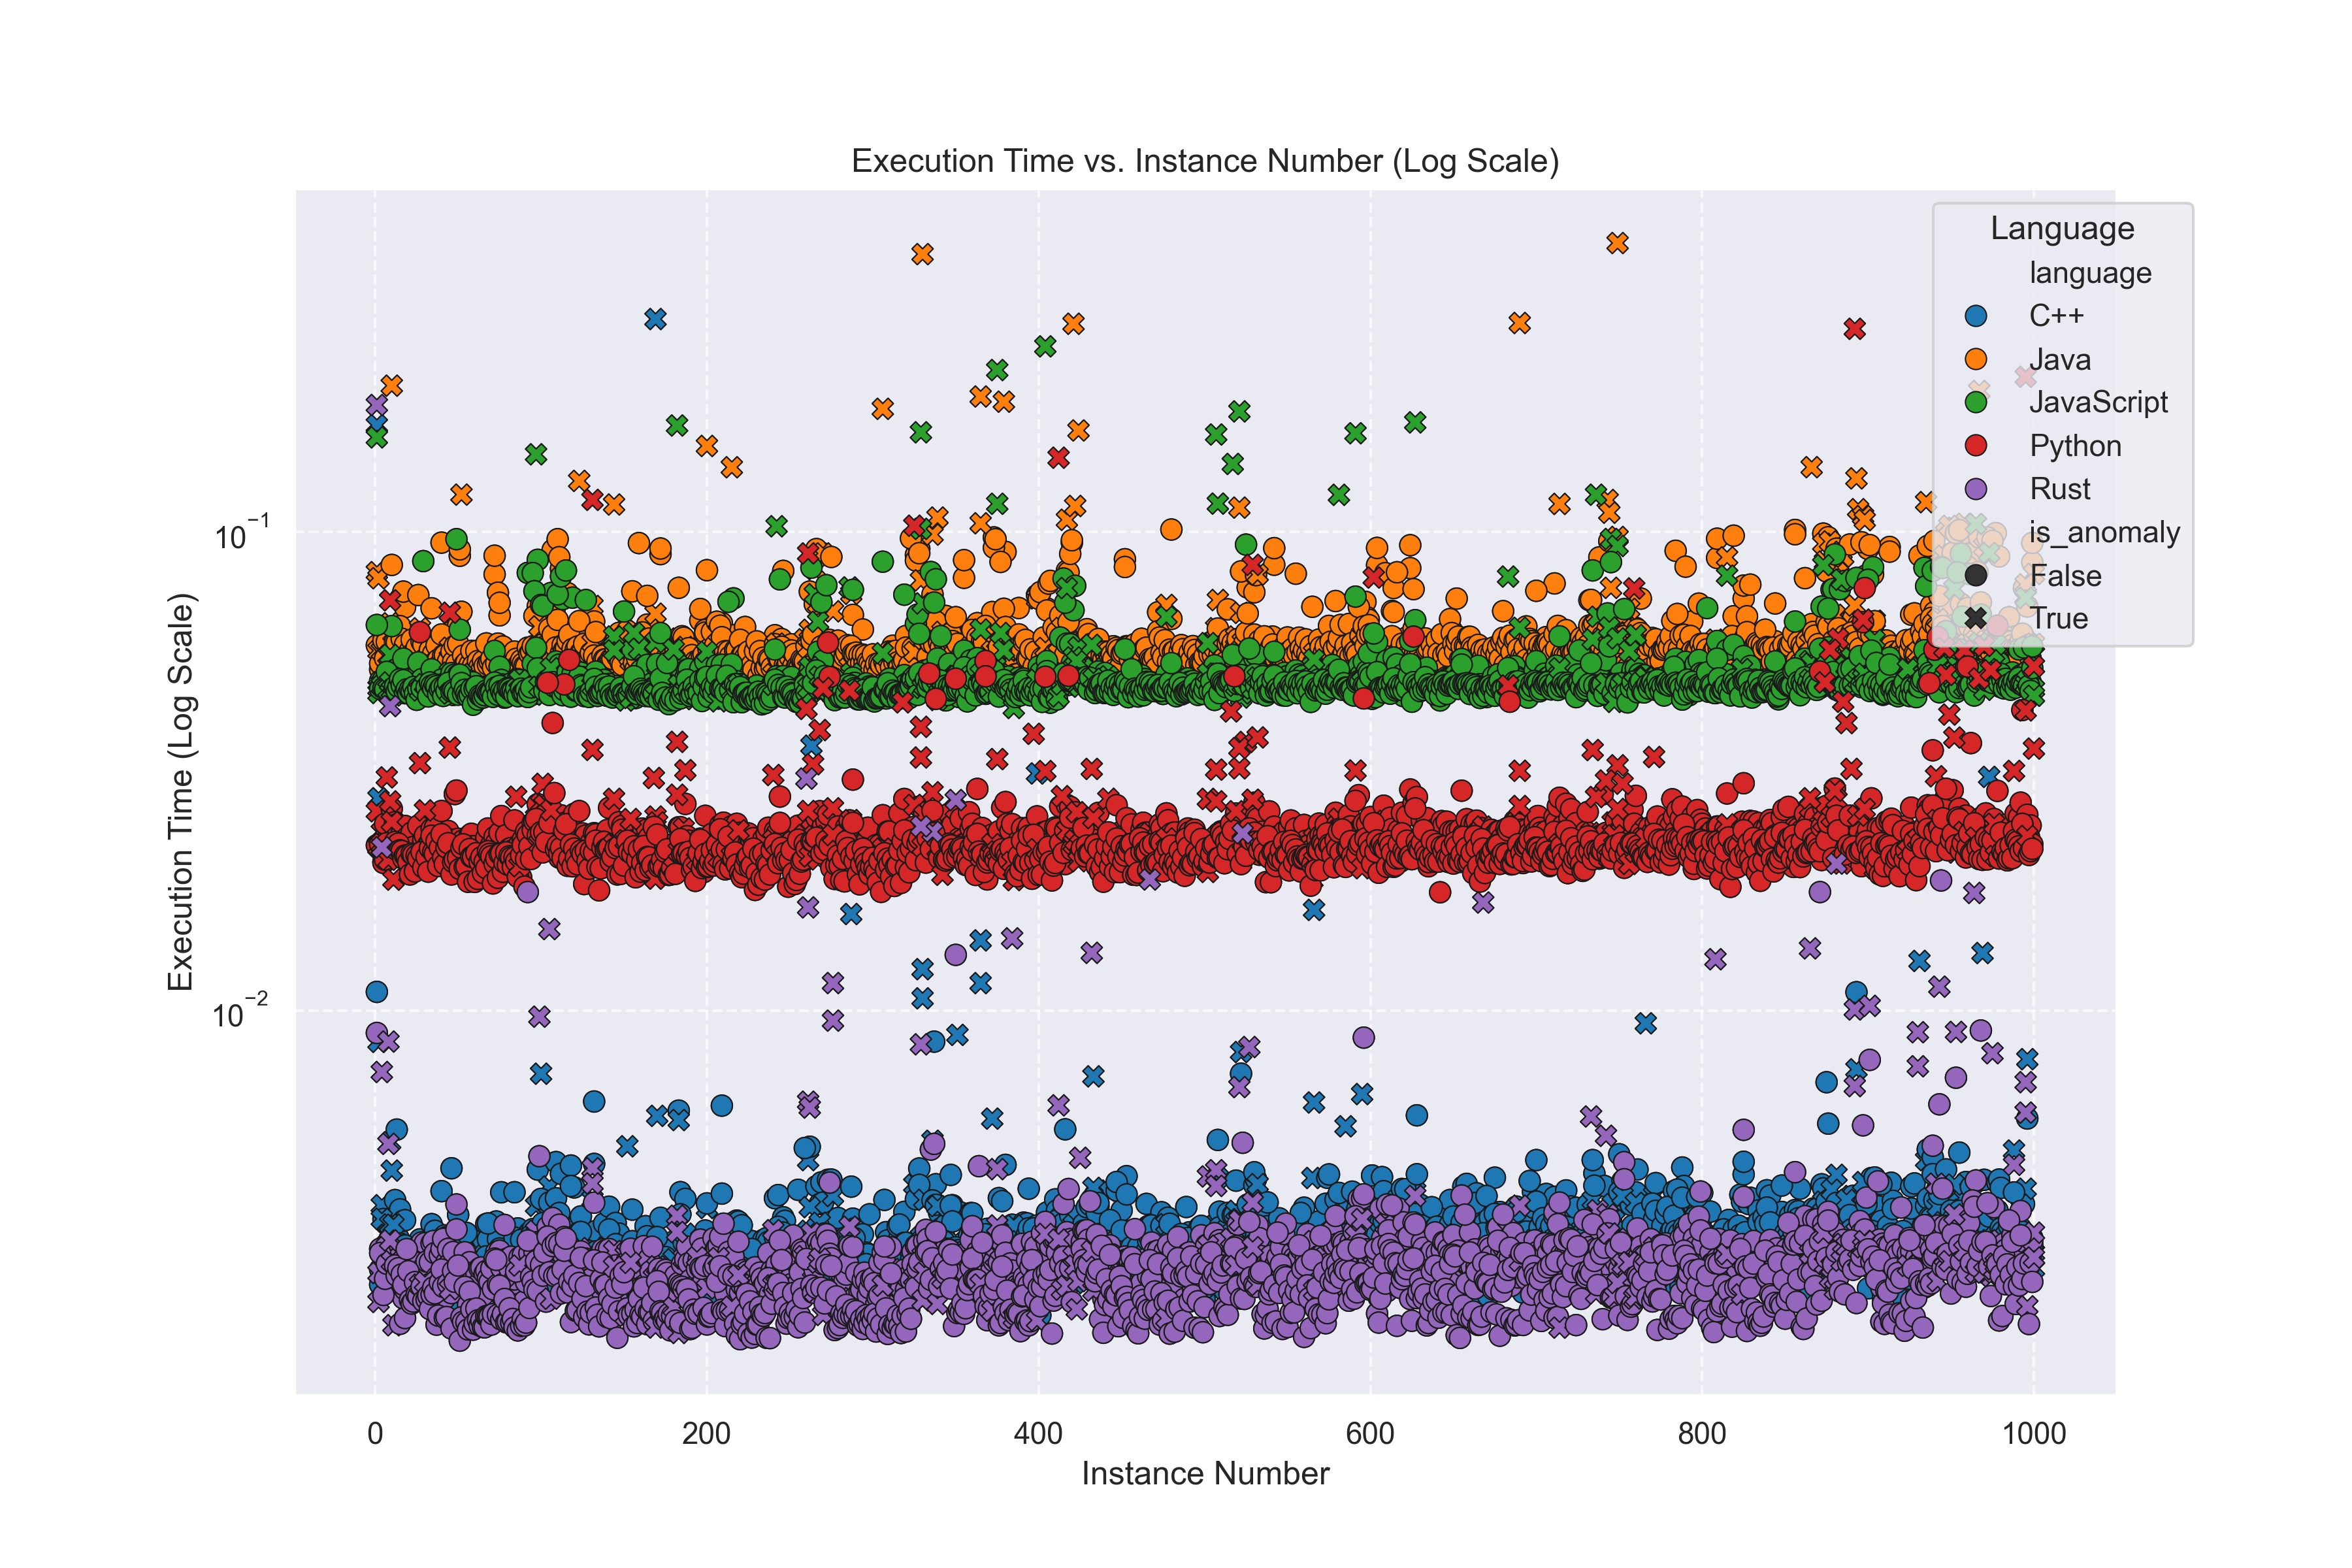 Execution Time vs. Instance Number (Log Scale)
Language
language
C++
Java
JavaScript
Python
Rust
is_anomaly
False
True
Execution Time (Log Scale)
10⁻¹
10⁻²
0 200 400 600 800 1000
Instance Number